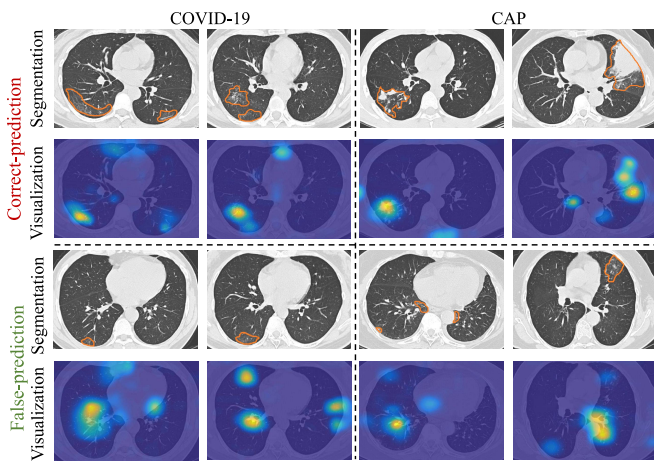 COVID-19
CAP
Correct-prediction
Segmentation
Visualization
False-prediction
Segmentation
Visualization